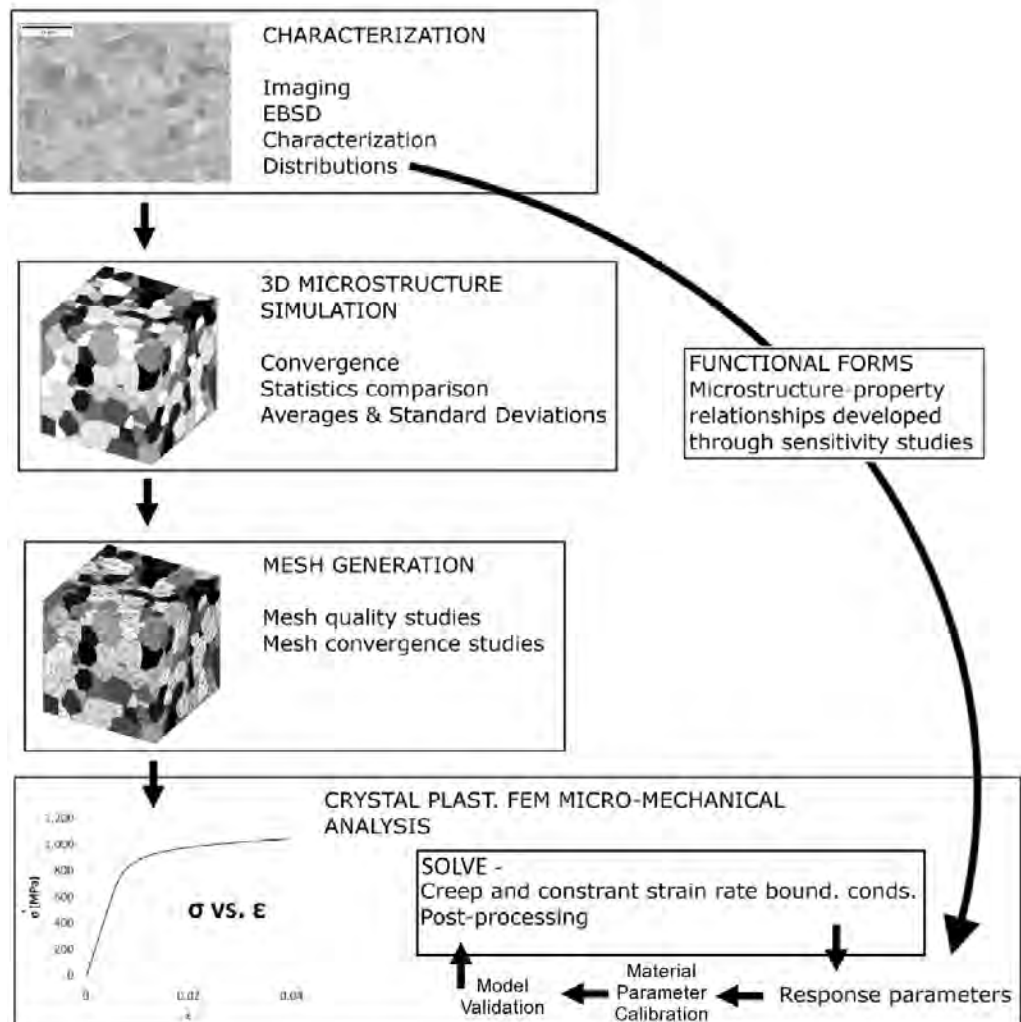 CHARACTERIZATION
Imaging
EBSD
Characterization
Distributions
3D MICROSTRUCTURE
SIMULATION
Convergence
Statistics comparison
Averages & Standard Deviations
FUNCTIONAL FORMS
Microstructure-property
relationships developed
through sensitivity studies
MESH GENERATION
Mesh quality studies
Mesh convergence studies
CRYSTAL PLAST. FEM MICRO-MECHANICAL
ANALYSIS
1,200
1,000
800
600
400
200
0
σ [MPa]
σ VS. ε
0
0.02
0.04
SOLVE -
Creep and constrant strain rate bound. conds.
Post-processing
Model
Validation
Material
Parameter
Calibration
Response parameters